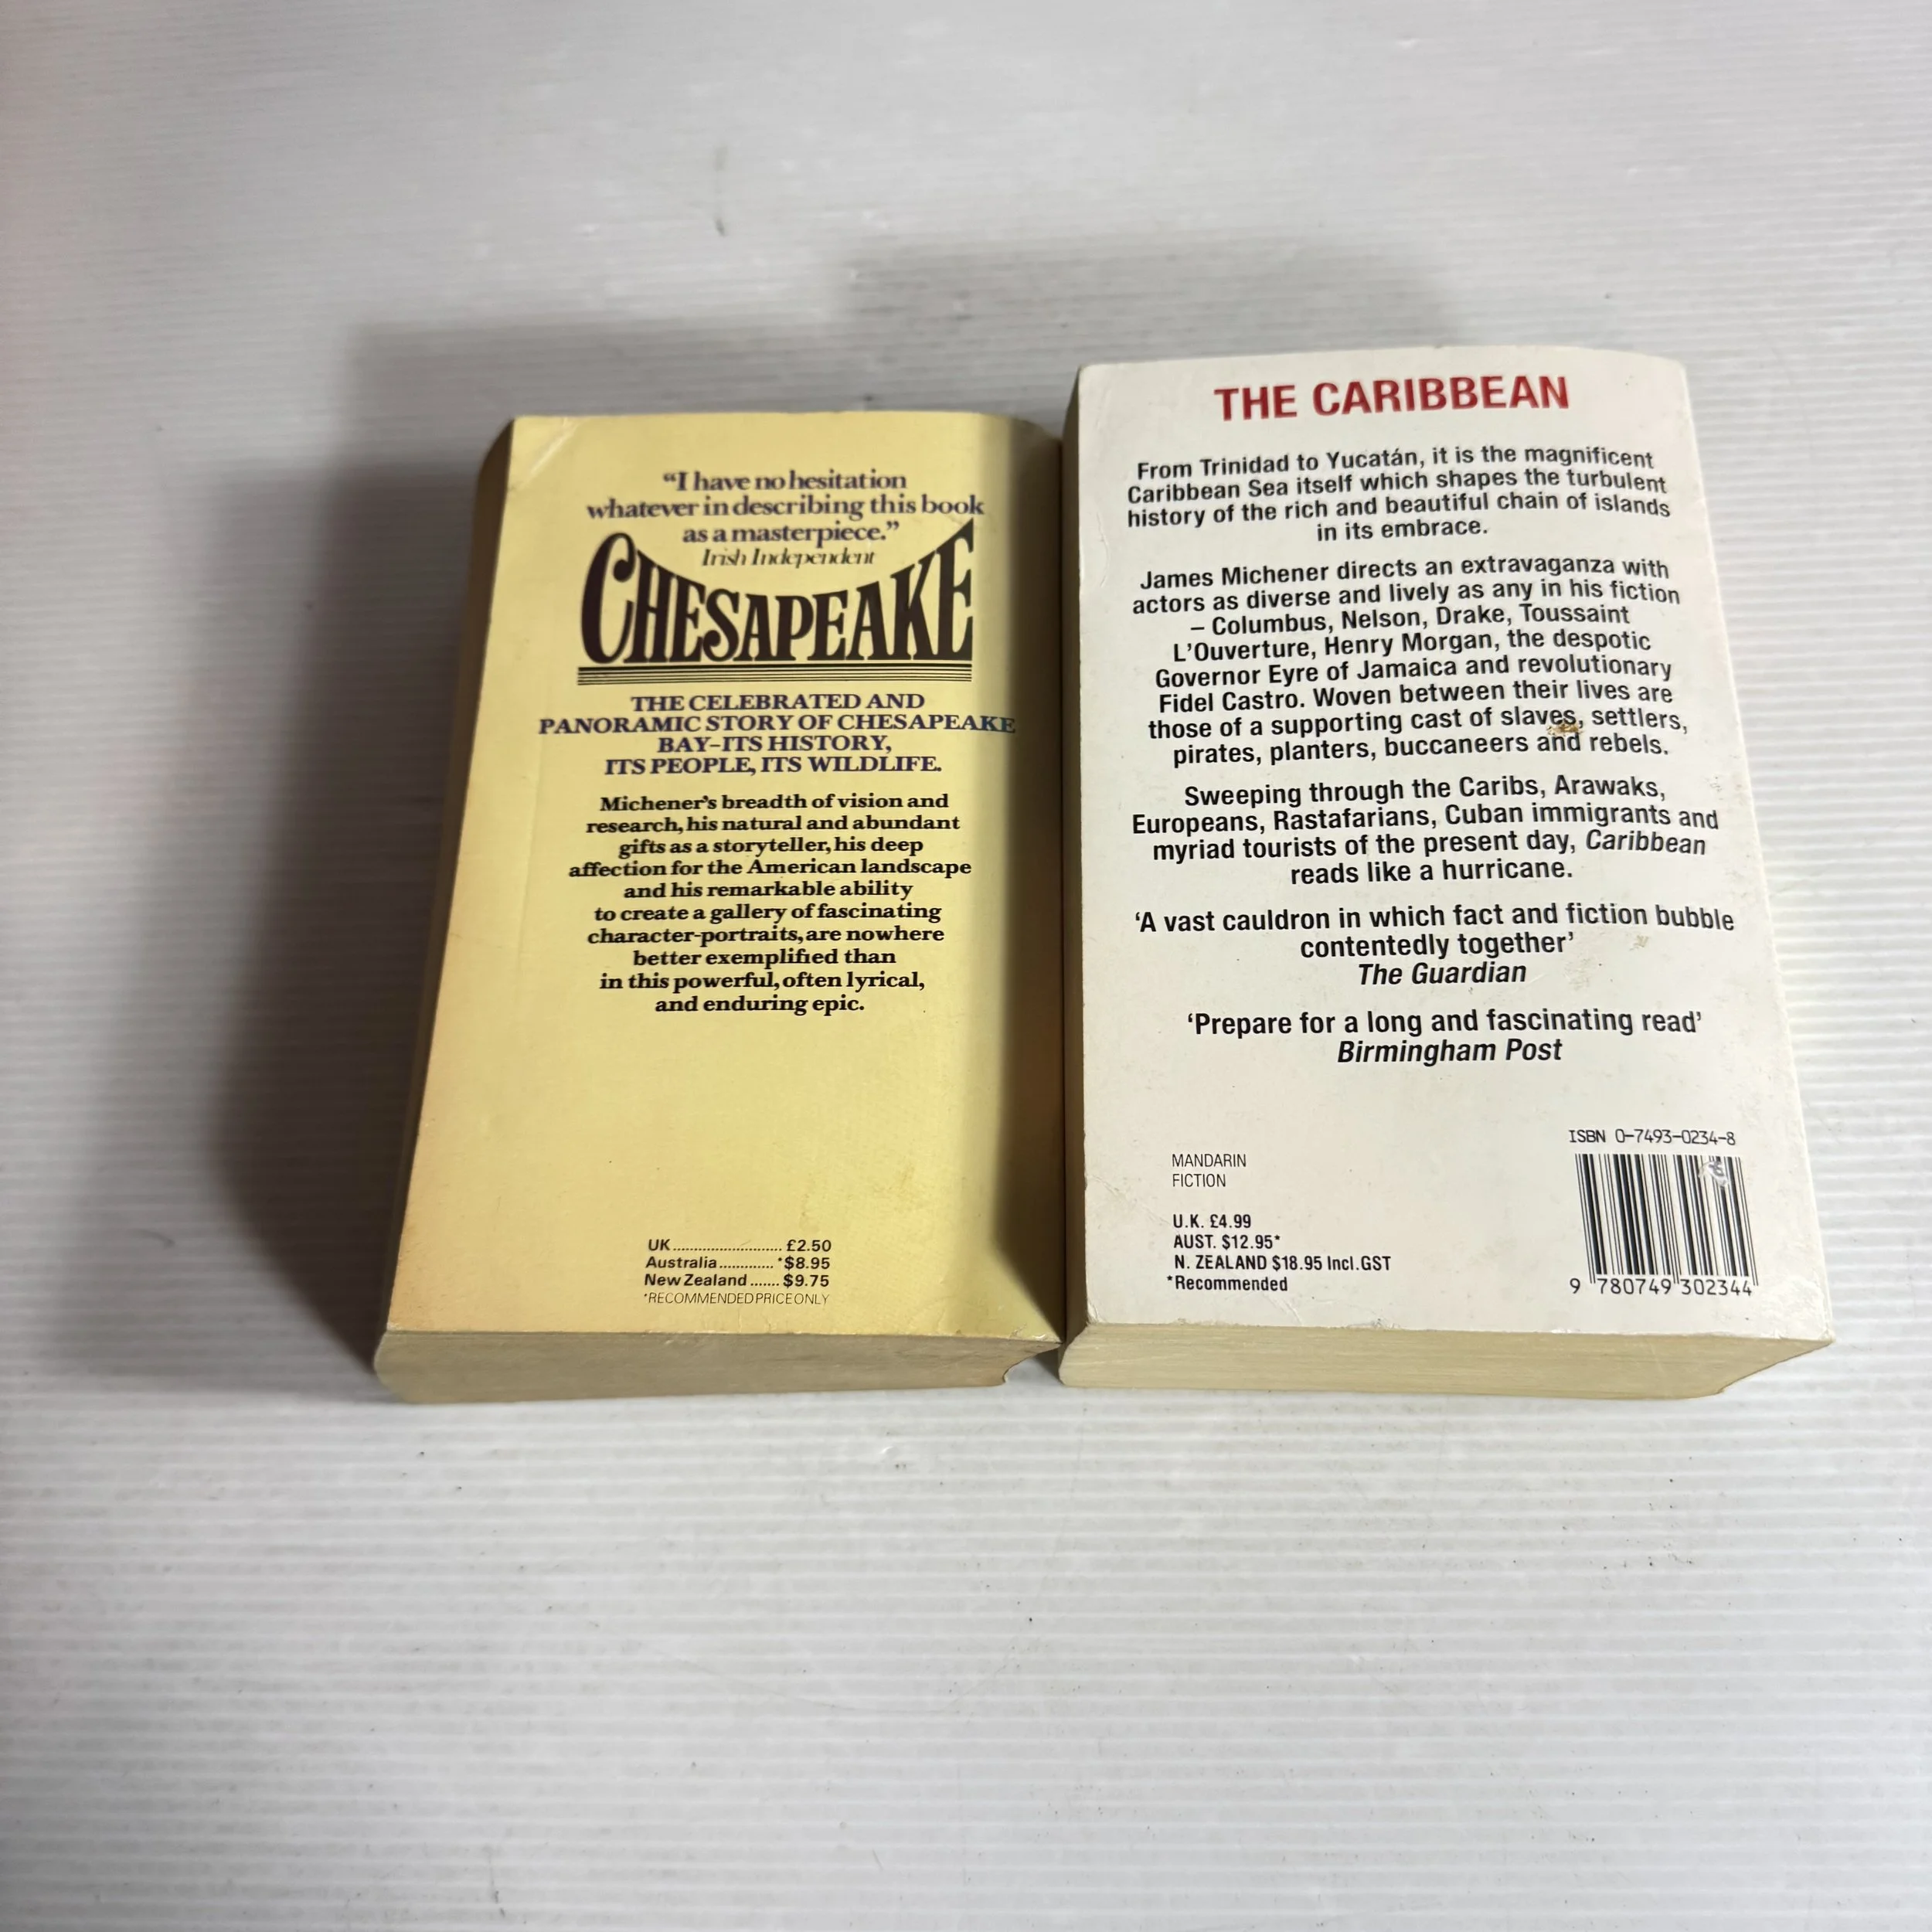 “I have no hesitation
whatever in describing this book
as a masterpiece.”
Irish Independent
CHESAPEAKE
THE CELEBRATED AND
PANORAMIC STORY OF CHESAPEAKE
BAY–ITS HISTORY,
ITS PEOPLE, ITS WILDLIFE.
Michener’s breadth of vision and
research, his natural and abundant
gifts as a storyteller, his deep
affection for the American landscape
and his remarkable ability
to create a gallery of fascinating
character-portraits, are nowhere
better exemplified than
in this powerful, often lyrical,
and enduring epic.
UK.......................... £2.50
Australia............. *$8.95
New Zealand ....... $9.75
*RECOMMENDED PRICE ONLY
THE CARIBBEAN
From Trinidad to Yucatán, it is the magnificent
Caribbean Sea itself which shapes the turbulent
history of the rich and beautiful chain of islands
in its embrace.
James Michener directs an extravaganza with
actors as diverse and lively as any in his fiction
– Columbus, Nelson, Drake, Toussaint
L’Ouverture, Henry Morgan, the despotic
Governor Eyre of Jamaica and revolutionary
Fidel Castro. Woven between their lives are
those of a supporting cast of slaves, settlers,
pirates, planters, buccaneers and rebels.
Sweeping through the Caribs, Arawaks,
Europeans, Rastafarians, Cuban immigrants and
myriad tourists of the present day, Caribbean
reads like a hurricane.
‘A vast cauldron in which fact and fiction bubble
contentedly together’
The Guardian
‘Prepare for a long and fascinating read’
Birmingham Post
ISBN 0-7493-0234-8
MANDARIN
FICTION
U.K. £4.99
AUST. $12.95*
N. ZEALAND $18.95 Incl.GST
*Recommended
9 780749 302344